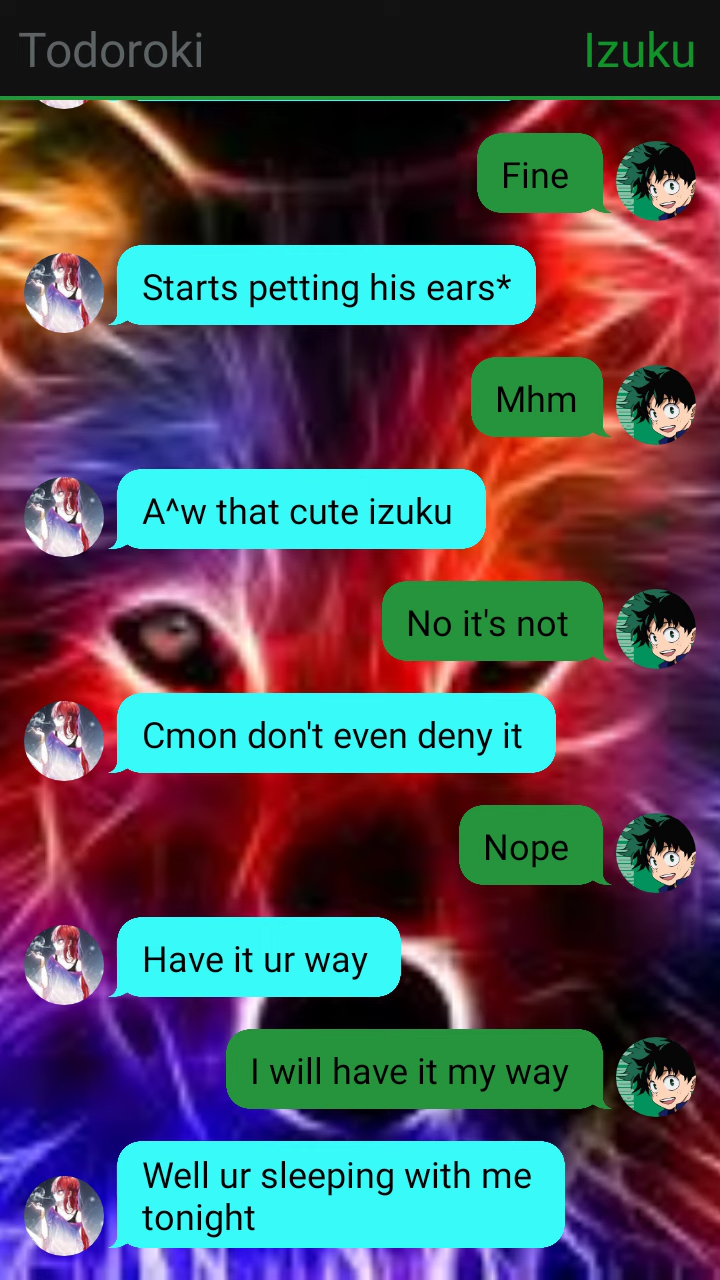 Todoroki
Izuku
Fine
Starts petting his ears*
Mhm
A^w that cute izuku
No it's not
Cmon don't even deny it
Nope
Have it ur way
I will have it my way
Well ur sleeping with me
tonight